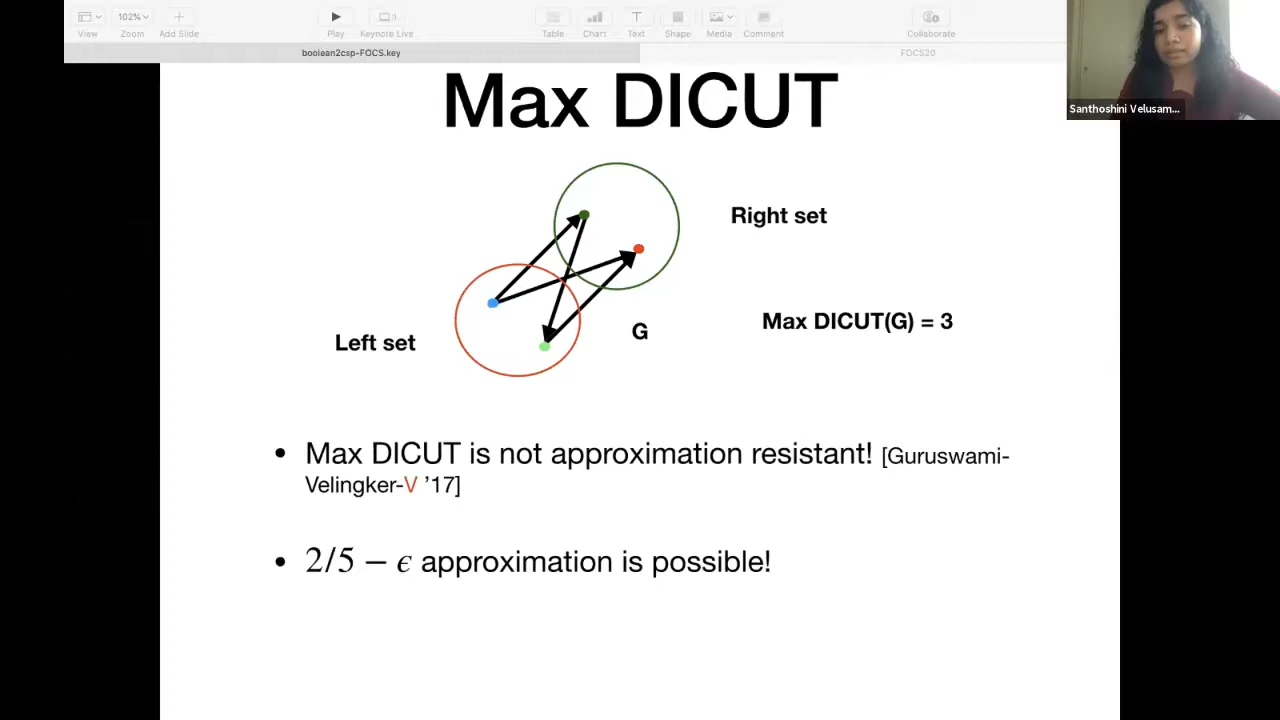 102%
View
Zoom
Add Slide
Play
Keynote Live
Table
Chart
Text
Shape
Media
Comment
Collaborate
boolean2csp-FOCS.key
FOCS20
Santhoshini Velusam...
Max DICUT
Right set
Left set
G
Max DICUT(G) = 3
• Max DICUT is not approximation resistant! [Guruswami-
Velingker-V ’17]
• 2/5 − ϵ approximation is possible!